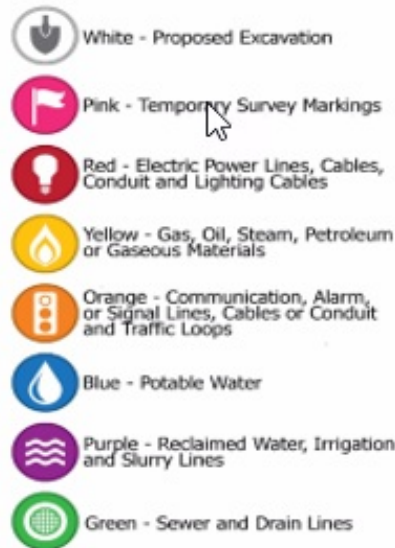 White - Proposed Excavation
Pink - Temporary Survey Markings
Red - Electric Power Lines, Cables,
Conduit and Lighting Cables
Yellow - Gas, Oil, Steam, Petroleum
or Gaseous Materials
Orange - Communication, Alarm,
or Signal Lines, Cables or Conduit
and Traffic Loops
Blue - Potable Water
Purple - Reclaimed Water, Irrigation
and Slurry Lines
Green - Sewer and Drain Lines